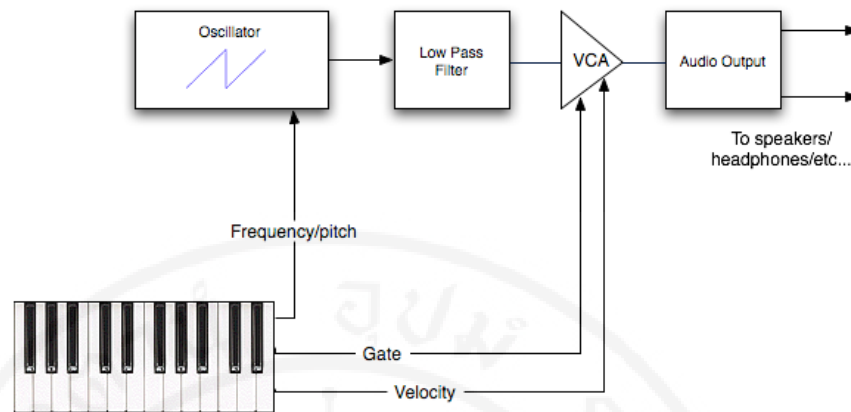 Oscillator
Low Pass
Filter
VCA
Audio Output
To speakers/
headphones/etc...
Frequency/pitch
Gate
Velocity